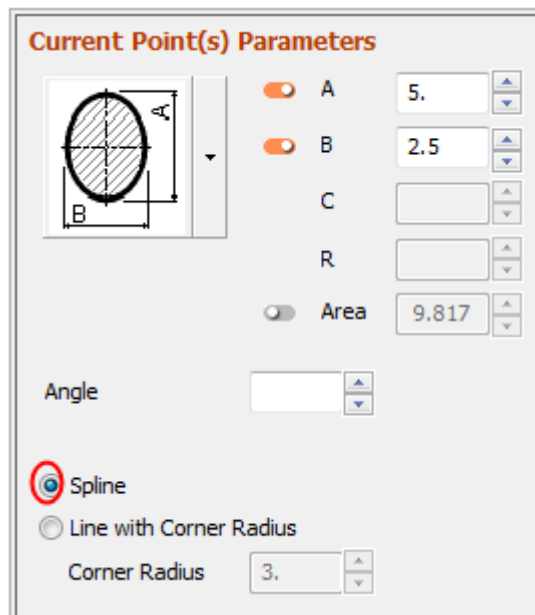 Current Point(s) Parameters
A
B
A 5.
B 2.5
C
R
Area 9.817
Angle
Spline
Line with Corner Radius
Corner Radius 3.